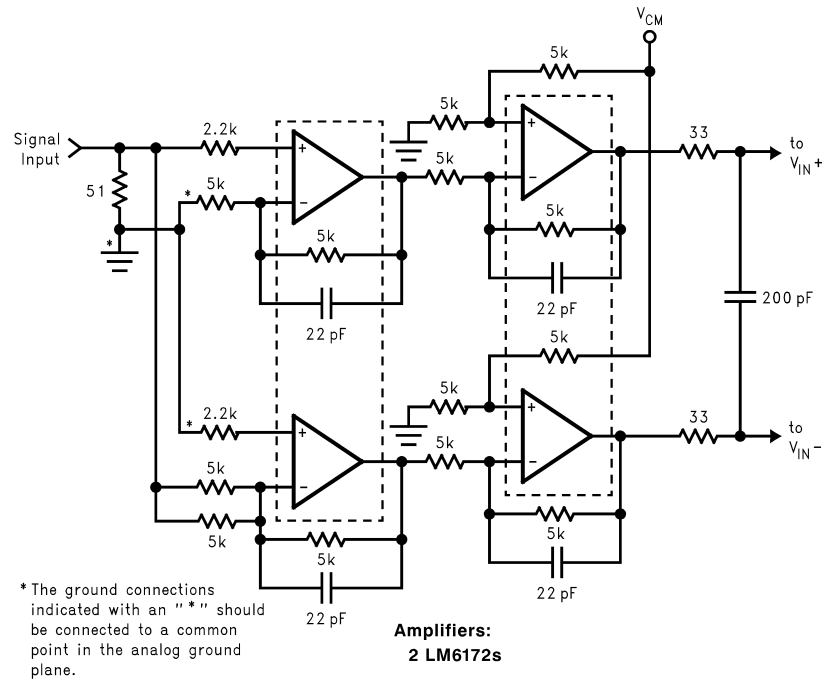 V_CM
5k
5k
2.2k
33
Signal
Input
+
+
to
V_IN+
5k
51
* 5k
−
−
*
5k
5k
22 pF
200 pF
22 pF
5k
5k
2.2k
33
*
+
+
to
V_IN−
5k
5k
−
−
5k
5k
5k
22 pF
22 pF
* The ground connections
indicated with an "*" should
be connected to a common
point in the analog ground
plane.
Amplifiers:
2 LM6172s